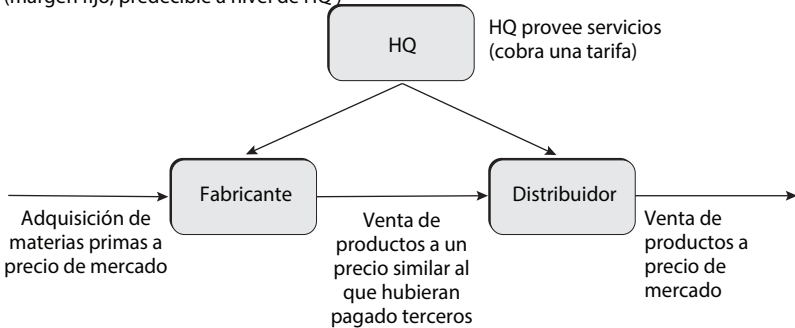 (margen fijo, predecible a nivel de HQ)
HQ
HQ provee servicios
(cobra una tarifa)
Fabricante
Distribuidor
Adquisición de
materias primas a
precio de mercado
Venta de
productos a un
precio similar al
que hubieran
pagado terceros
Venta de
productos a
precio de
mercado